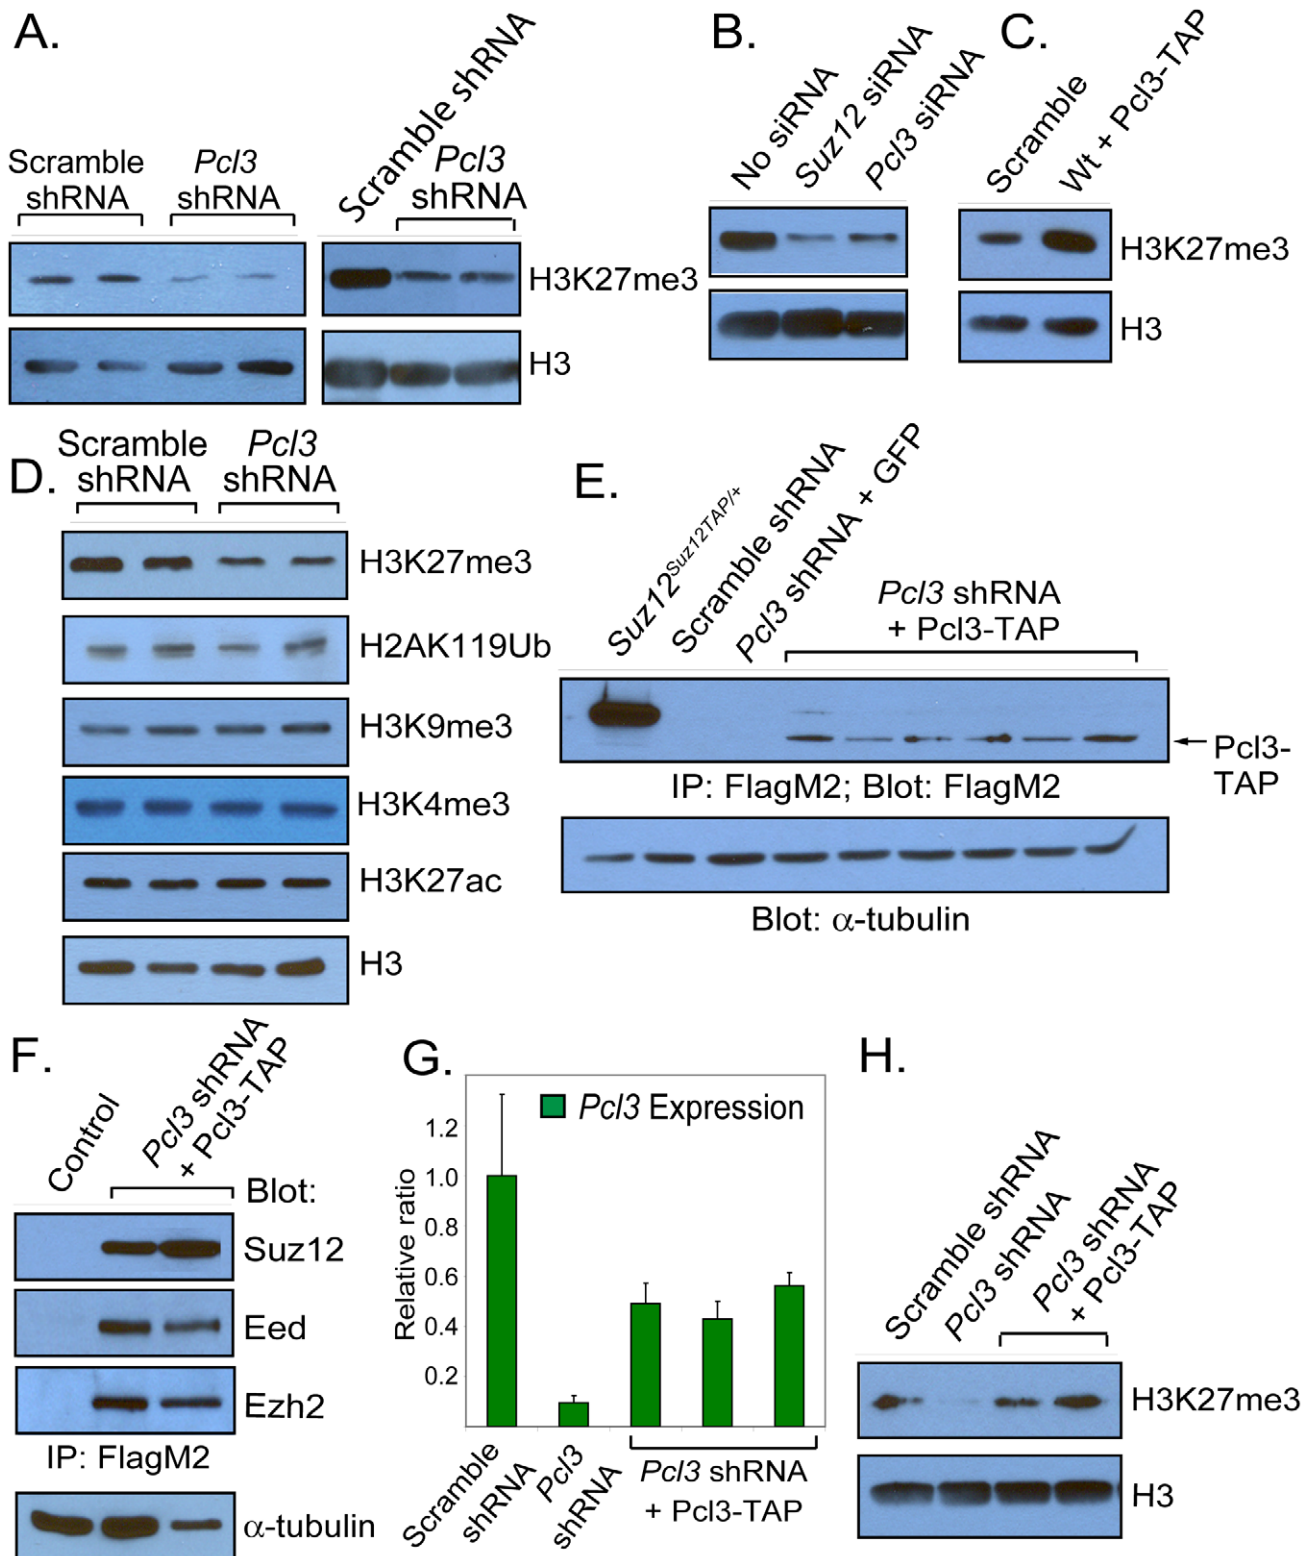 A.
Scramble
shRNA
Pcl3
shRNA
Scramble shRNA
Pcl3
shRNA
H3K27me3
H3
B.
No siRNA
Suz12 siRNA
Pcl3 siRNA
C.
Scramble
Wt + Pcl3-TAP
H3K27me3
H3
D.
Scramble
shRNA
Pcl3
shRNA
H3K27me3
H2AK119Ub
H3K9me3
H3K4me3
H3K27ac
H3
E.
Suz12Suz12TAP/+
Scramble shRNA
Pcl3 shRNA + GFP
Pcl3 shRNA
+ Pcl3-TAP
Pcl3-
TAP
IP: FlagM2; Blot: FlagM2
Blot: α-tubulin
F.
Control
Pcl3 shRNA
+ Pcl3-TAP
Blot:
Suz12
Eed
Ezh2
IP: FlagM2
α-tubulin
G.
Pcl3 Expression
Relative ratio
1.2
1.0
0.8
0.6
0.4
0.2
Scramble
shRNA
Pcl3
shRNA
Pcl3 shRNA
+ Pcl3-TAP
H.
Scramble shRNA
Pcl3 shRNA
Pcl3 shRNA
+ Pcl3-TAP
H3K27me3
H3